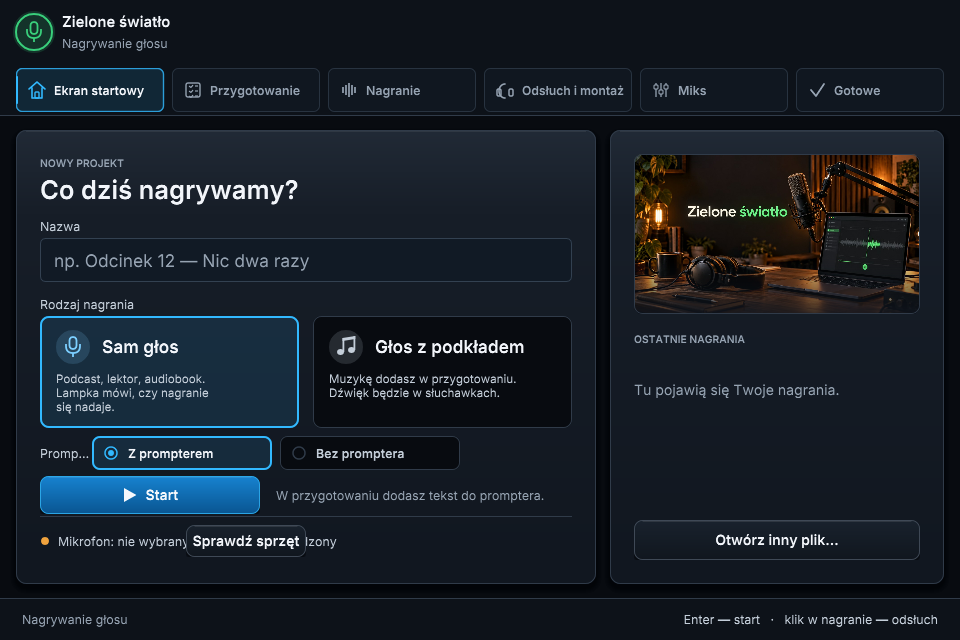 Zielone światło
Nagrywanie głosu
Ekran startowy
Przygotowanie
Nagranie
Odsłuch i montaż
Miks
Gotowe
NOWY PROJEKT
Co dziś nagrywamy?
Nazwa
np. Odcinek 12 — Nic dwa razy
Rodzaj nagrania
Sam głos
Podcast, lektor, audiobook.
Lampka mówi, czy nagranie
się nadaje.
Głos z podkładem
Muzykę dodasz w przygotowaniu.
Dźwięk będzie w słuchawkach.
Promp...
Z prompterem
Bez promptera
Start
W przygotowaniu dodasz tekst do promptera.
Mikrofon: nie wybrany
Sprawdź sprzęt
dzony
Zielone światło
OSTATNIE NAGRANIA
Tu pojawią się Twoje nagrania.
Otwórz inny plik...
Nagrywanie głosu
Enter — start · klik w nagranie — odsłuch